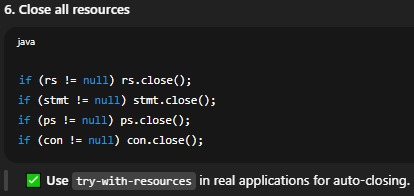 6. Close all resources
java
if (rs != null) rs.close();
if (stmt != null) stmt.close();
if (ps != null) ps.close();
if (con != null) con.close();
✅ Use try-with-resources in real applications for auto-closing.